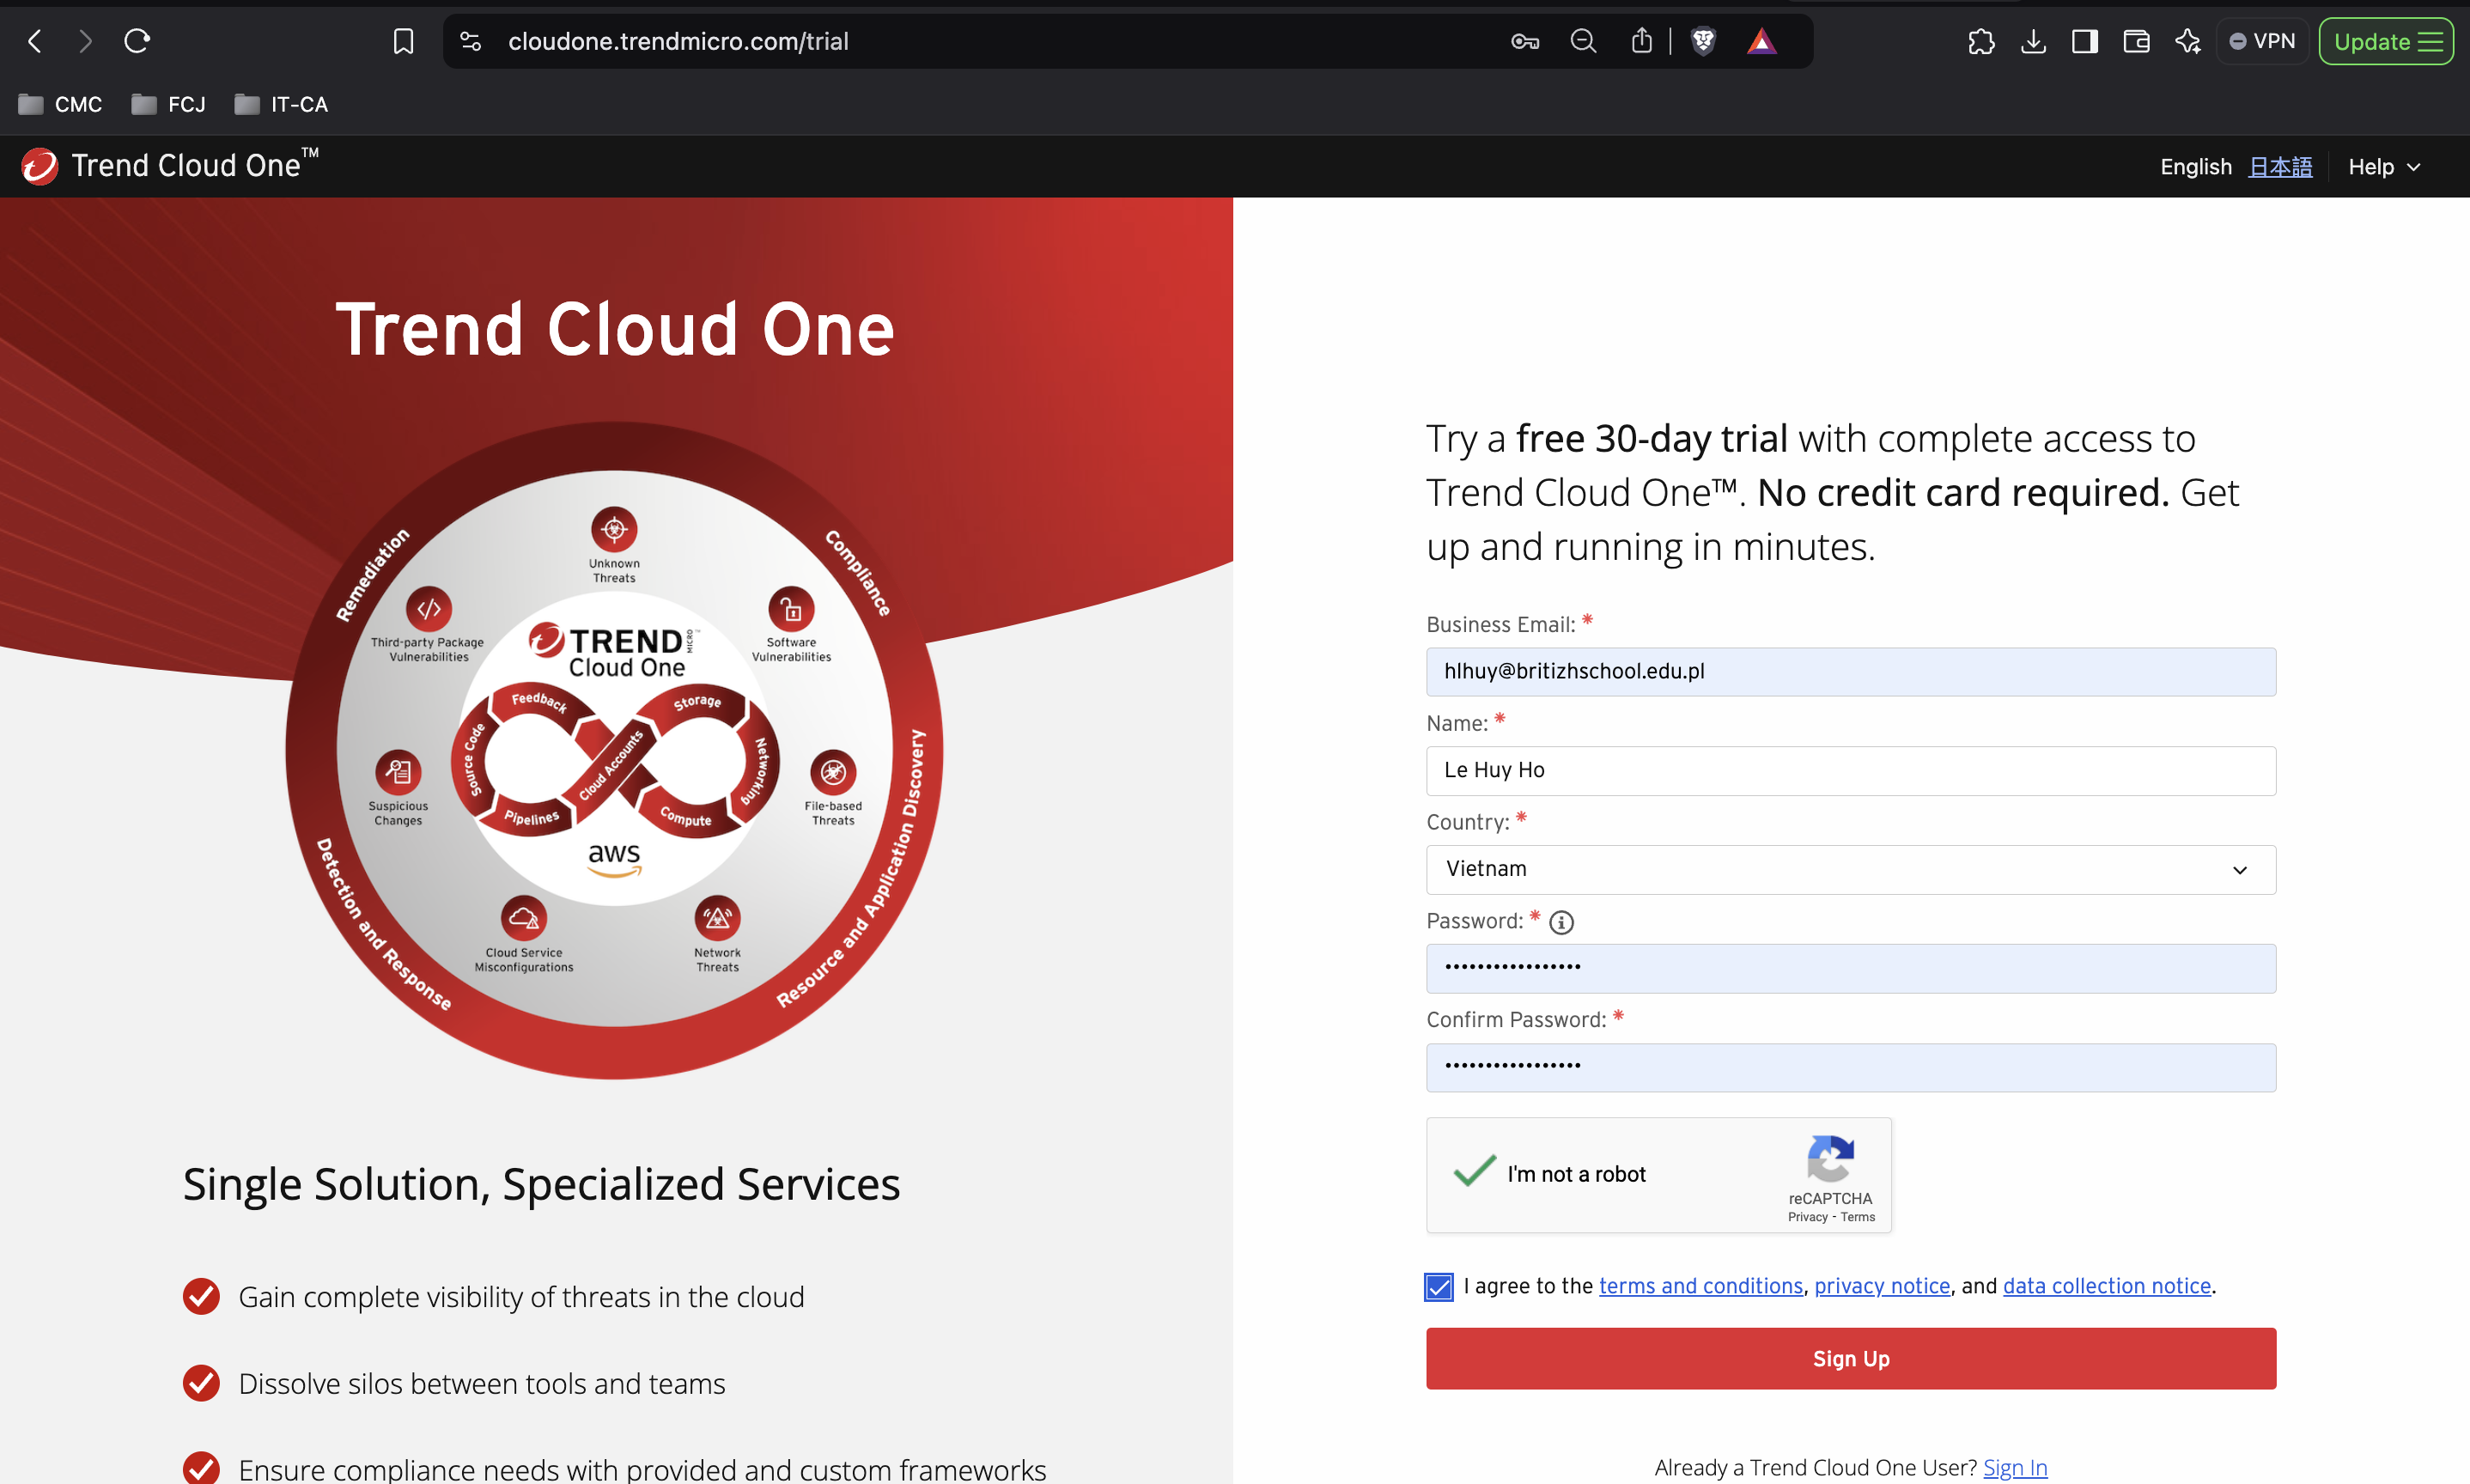 cloudone.trendmicro.com/trial
VPN
Update
CMC
FCJ
IT-CA
Trend Cloud One™
English 日本語 Help
Trend Cloud One
Remediation
Compliance
Detection and Response
Resource and Application Discovery
Unknown
Threats
Third-party Package
Vulnerabilities
Software
Vulnerabilities
TREND MICRO™
Cloud One
Feedback
Storage
Source Code
Cloud Accounts
Networking
Pipelines
Compute
Suspicious
Changes
File-based
Threats
aws
Cloud Service
Misconfigurations
Network
Threats
Single Solution, Specialized Services
Gain complete visibility of threats in the cloud
Dissolve silos between tools and teams
Ensure compliance needs with provided and custom frameworks
Try a free 30-day trial with complete access to
Trend Cloud One™. No credit card required. Get
up and running in minutes.
Business Email: *
hlhuy@britizhschool.edu.pl
Name: *
Le Huy Ho
Country: *
Vietnam
Password: *
•••••••••••••••••
Confirm Password: *
•••••••••••••••••
I'm not a robot
reCAPTCHA
Privacy - Terms
I agree to the terms and conditions, privacy notice, and data collection notice.
Sign Up
Already a Trend Cloud One User? Sign In